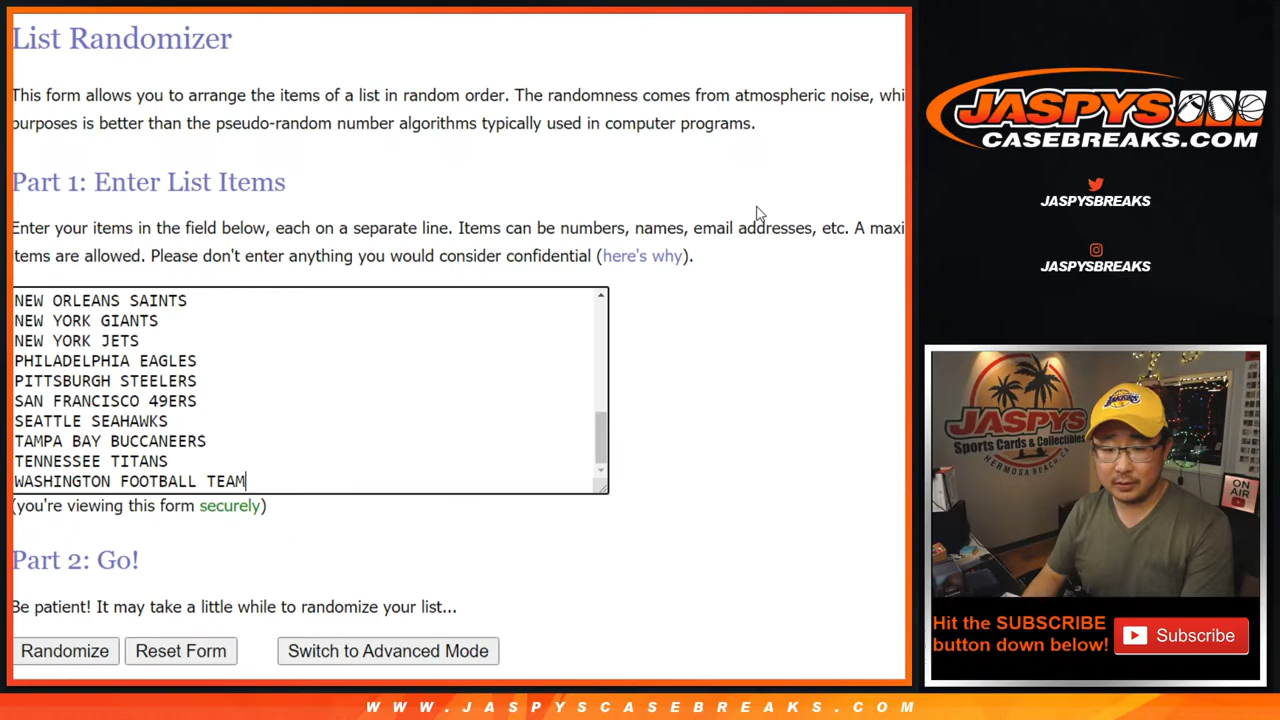 List Randomizer
This form allows you to arrange the items of a list in random order. The randomness comes from atmospheric noise, whi
purposes is better than the pseudo-random number algorithms typically used in computer programs.
Part 1: Enter List Items
Enter your items in the field below, each on a separate line. Items can be numbers, names, email addresses, etc. A maxi
items are allowed. Please don't enter anything you would consider confidential (here's why).
NEW ORLEANS SAINTS
NEW YORK GIANTS
NEW YORK JETS
PHILADELPHIA EAGLES
PITTSBURGH STEELERS
SAN FRANCISCO 49ERS
SEATTLE SEAHAWKS
TAMPA BAY BUCCANEERS
TENNESSEE TITANS
WASHINGTON FOOTBALL TEAM
(you're viewing this form securely)
Part 2: Go!
Be patient! It may take a little while to randomize your list...
Randomize Reset Form Switch to Advanced Mode
JASPYS
CASEBREAKS.COM
JASPYSBREAKS
JASPYSBREAKS
JASPYS
Sports Cards & Collectibles
HERMOSA BEACH, CA
LAKERS
ON AIR
Hit the SUBSCRIBE
button down below!
Subscribe
WWW.JASPYSCASEBREAKS.COM